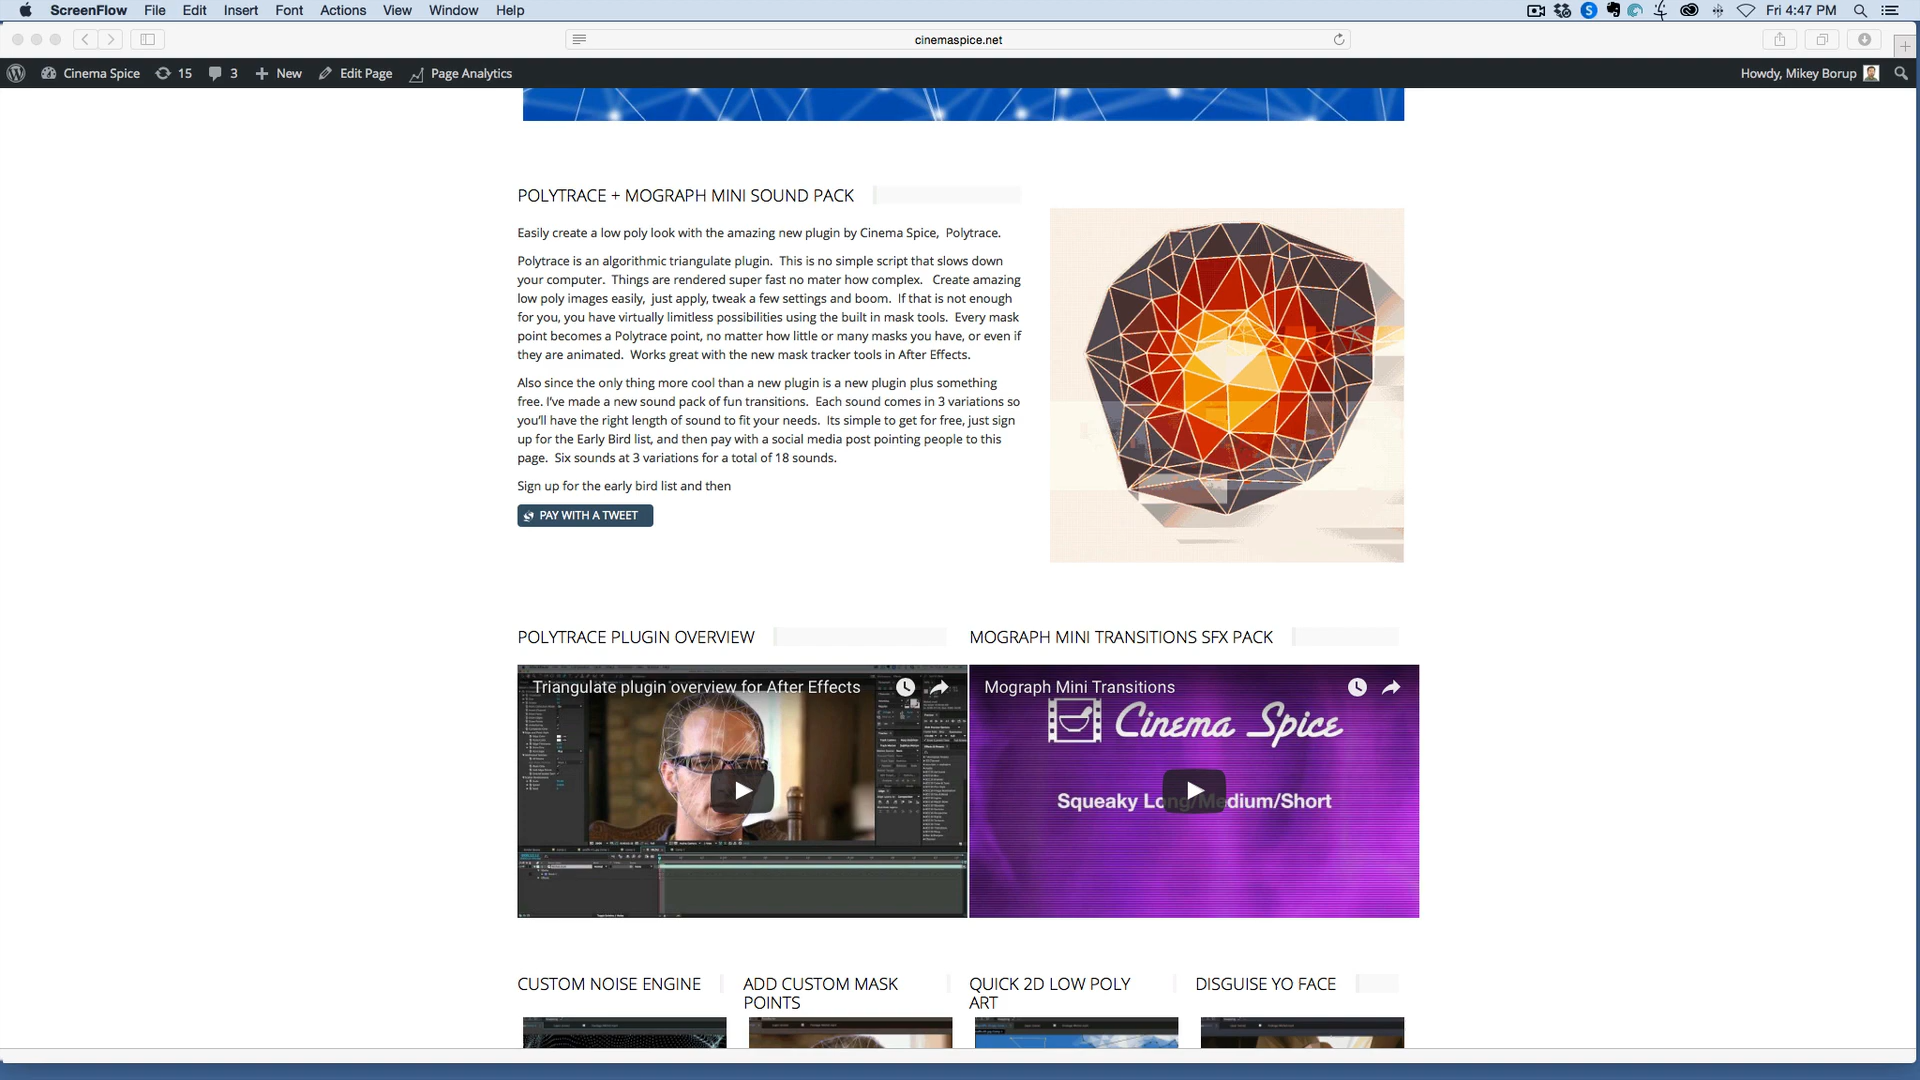 ScreenFlow File Edit Insert Font Actions View Window Help
Fri 4:47 PM
cinemaspice.net
Cinema Spice 15 3 New Edit Page Page Analytics
Howdy, Mikey Borup
POLYTRACE + MOGRAPH MINI SOUND PACK
Easily create a low poly look with the amazing new plugin by Cinema Spice, Polytrace.
Polytrace is an algorithmic triangulate plugin. This is no simple script that slows down
your computer. Things are rendered super fast no mater how complex. Create amazing
low poly images easily, just apply, tweak a few settings and boom. If that is not enough
for you, you have virtually limitless possibilities using the built in mask tools. Every mask
point becomes a Polytrace point, no matter how little or many masks you have, or even if
they are animated. Works great with the new mask tracker tools in After Effects.
Also since the only thing more cool than a new plugin is a new plugin plus something
free. I've made a new sound pack of fun transitions. Each sound comes in 3 variations so
you'll have the right length of sound to fit your needs. Its simple to get for free, just sign
up for the Early Bird list, and then pay with a social media post pointing people to this
page. Six sounds at 3 variations for a total of 18 sounds.
Sign up for the early bird list and then
PAY WITH A TWEET
POLYTRACE PLUGIN OVERVIEW
Triangulate plugin overview for After Effects
MOGRAPH MINI TRANSITIONS SFX PACK
Mograph Mini Transitions
Cinema Spice
Squeaky Long/Medium/Short
CUSTOM NOISE ENGINE
ADD CUSTOM MASK
POINTS
QUICK 2D LOW POLY
ART
DISGUISE YO FACE